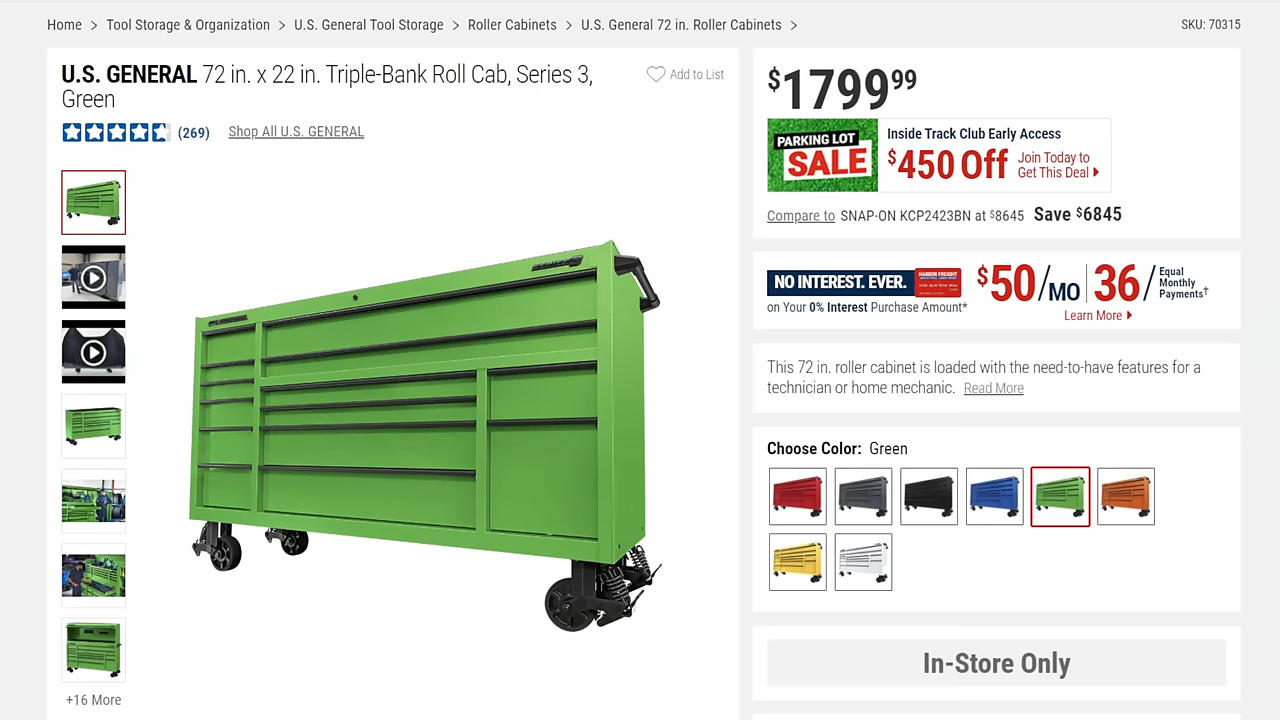 Home > Tool Storage & Organization > U.S. General Tool Storage > Roller Cabinets > U.S. General 72 in. Roller Cabinets >
SKU: 70315
U.S. GENERAL 72 in. x 22 in. Triple-Bank Roll Cab, Series 3,
Green
Add to List
(269)
Shop All U.S. GENERAL
+16 More
$1799 99
PARKING LOT
SALE
Inside Track Club Early Access
$450 Off
Join Today to
Get This Deal
Compare to SNAP-ON KCP2423BN at $8645 Save $6845
NO INTEREST. EVER.
HARBOR FREIGHT
on Your 0% Interest Purchase Amount*
$50/MO
36/
Equal
Monthly
Payments†
Learn More
This 72 in. roller cabinet is loaded with the need-to-have features for a
technician or home mechanic. Read More
Choose Color: Green
In-Store Only